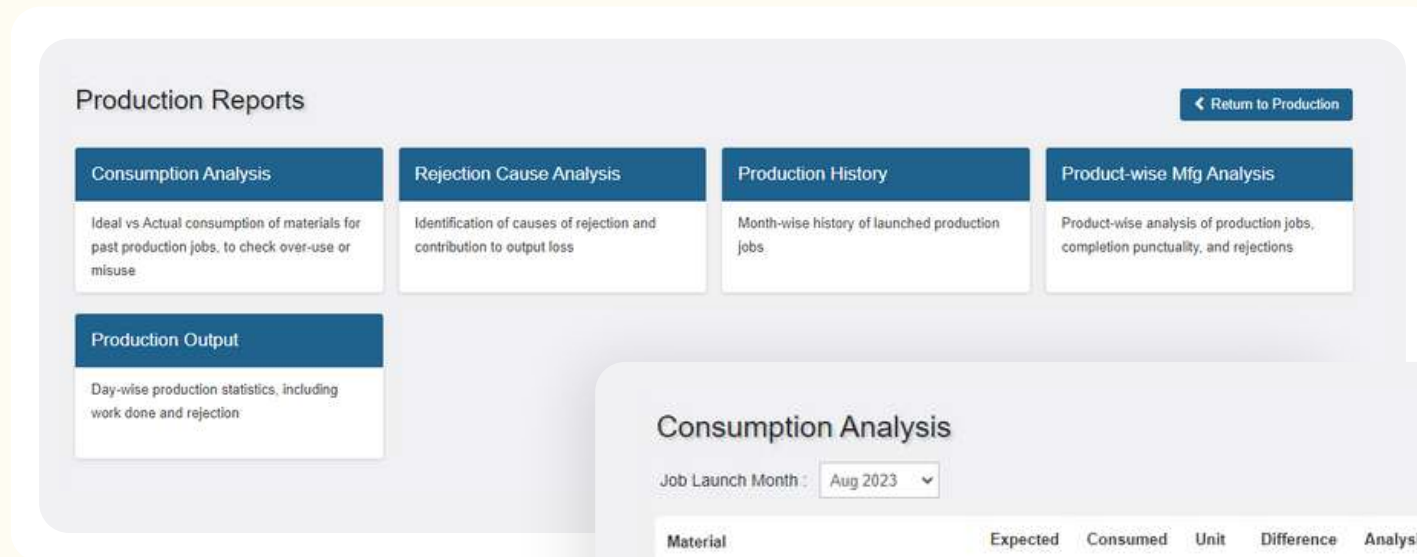 Production Reports
Return to Production
Consumption Analysis
Ideal vs Actual consumption of materials for
past production jobs, to check over-use or
misuse
Rejection Cause Analysis
Identification of causes of rejection and
contribution to output loss
Production History
Month-wise history of launched production
jobs
Product-wise Mfg Analysis
Product-wise analysis of production jobs,
completion punctuality, and rejections
Production Output
Day-wise production statistics, including
work done and rejection
Consumption Analysis
Job Launch Month : Aug 2023
Material Expected Consumed Unit Difference Analys